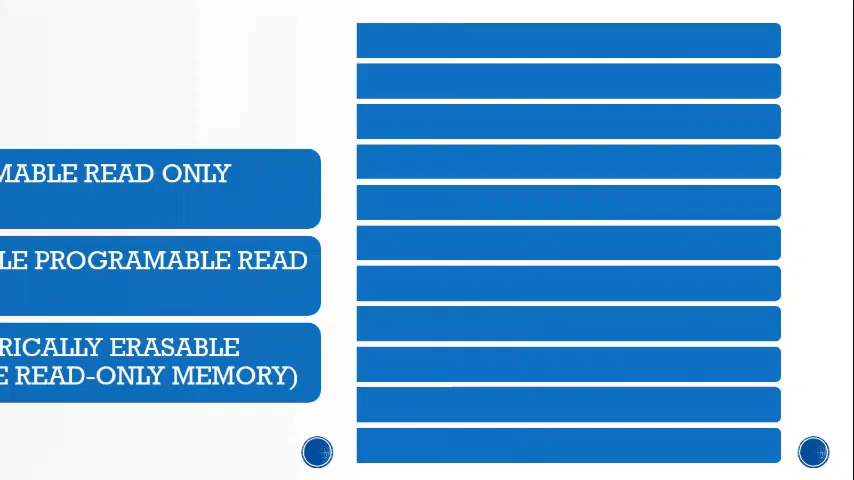 MABLE READ ONLY
LE PROGRAMABLE READ
RICALLY ERASABLE
E READ-ONLY MEMORY)